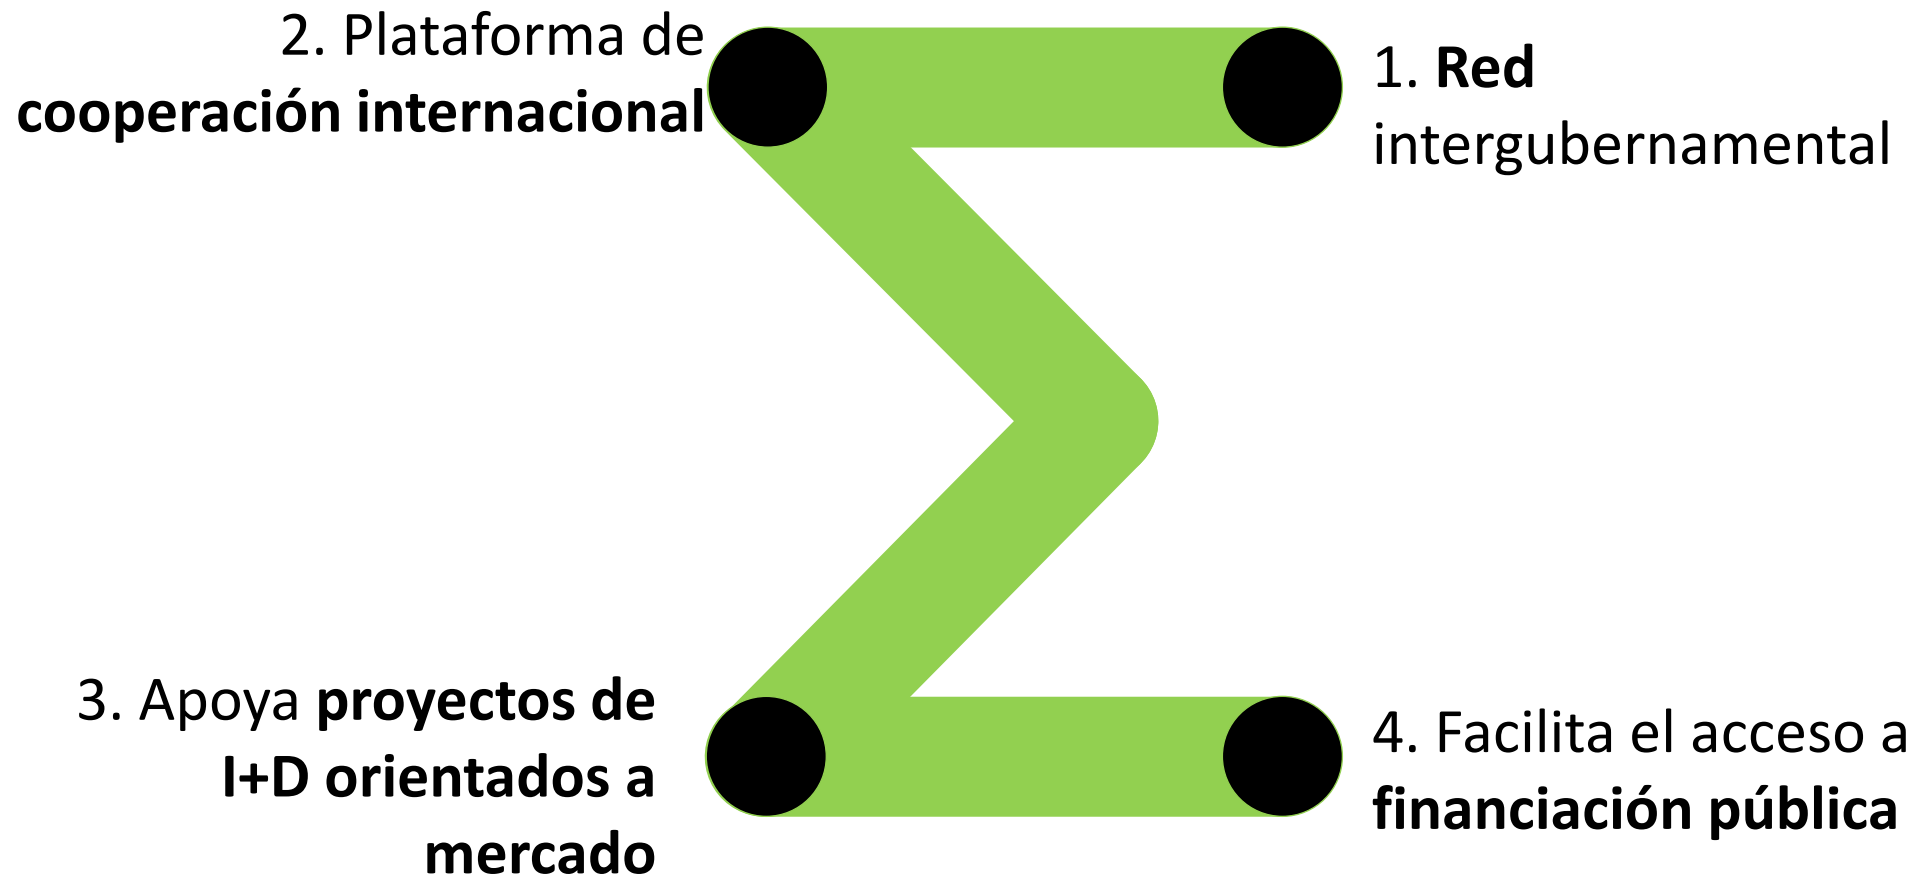 2. Plataforma de
cooperación internacional
1. Red
intergubernamental
3. Apoya proyectos de
I+D orientados a
mercado
4. Facilita el acceso a
financiación pública